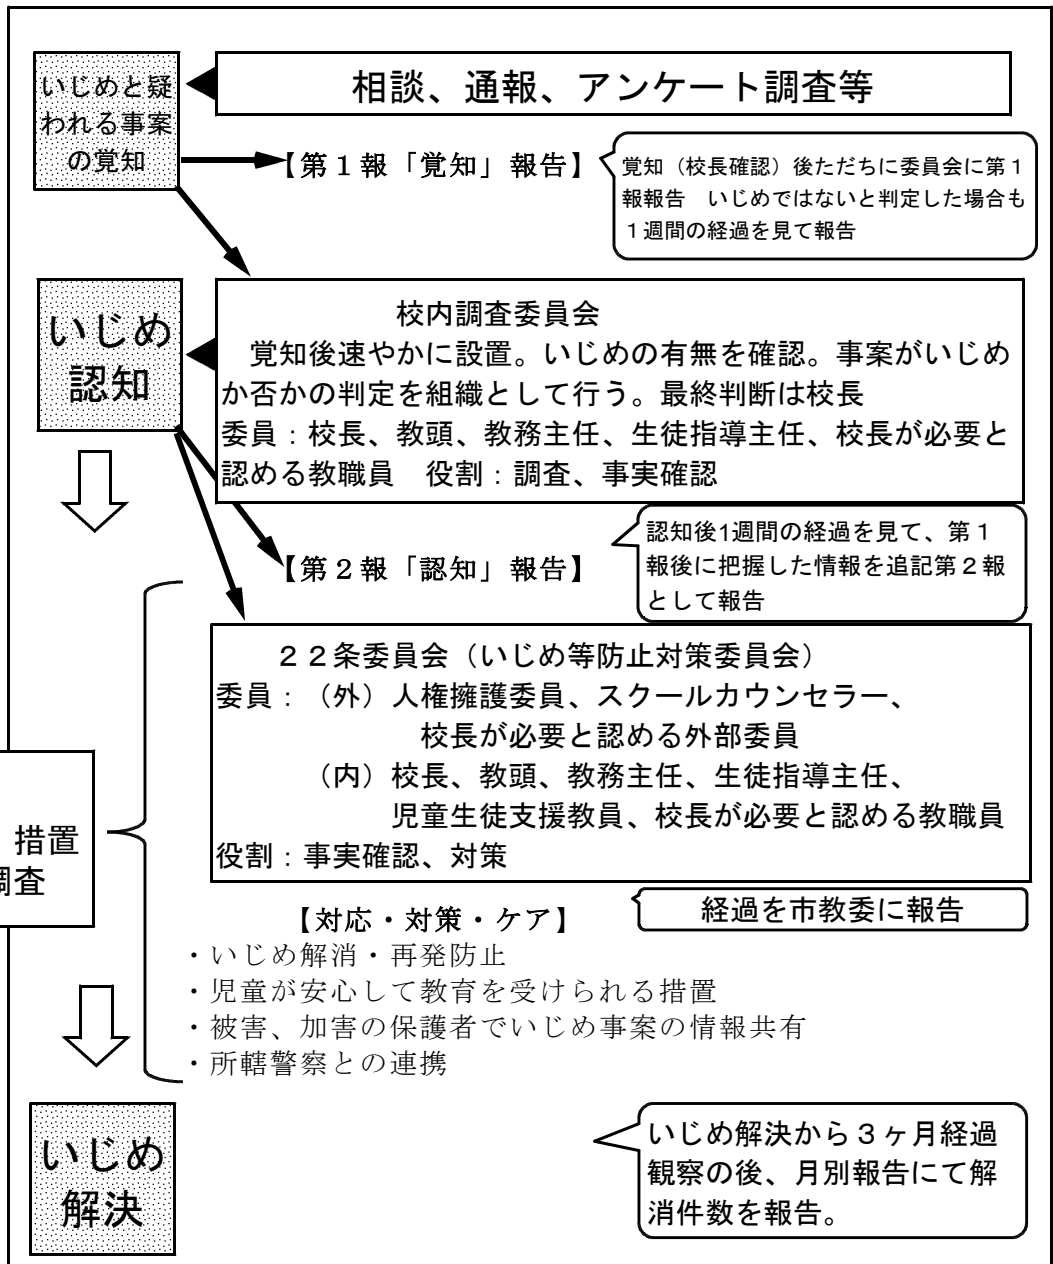 いじめと疑
われる事案
の覚知
相談、通報、アンケート調査等
【第１報「覚知」報告】
覚知（校長確認）後ただちに委員会に第１
報報告　いじめではないと判定した場合も
１週間の経過を見て報告
いじめ
認知
校内調査委員会
覚知後速やかに設置。いじめの有無を確認。事案がいじめ
か否かの判定を組織として行う。最終判断は校長
委員：校長、教頭、教務主任、生徒指導主任、校長が必要と
認める教職員　役割：調査、事実確認
【第２報「認知」報告】
認知後1週間の経過を見て、第１
報後に把握した情報を追記第２報
として報告
２２条委員会（いじめ等防止対策委員会）
委員：（外）人権擁護委員、スクールカウンセラー、
校長が必要と認める外部委員
（内）校長、教頭、教務主任、生徒指導主任、
児童生徒支援教員、校長が必要と認める教職員
役割：事実確認、対策
措置
調査
【対応・対策・ケア】
経過を市教委に報告
・いじめ解消・再発防止
・児童が安心して教育を受けられる措置
・被害、加害の保護者でいじめ事案の情報共有
・所轄警察との連携
いじめ
解決
いじめ解決から３ヶ月経過
観察の後、月別報告にて解
消件数を報告。